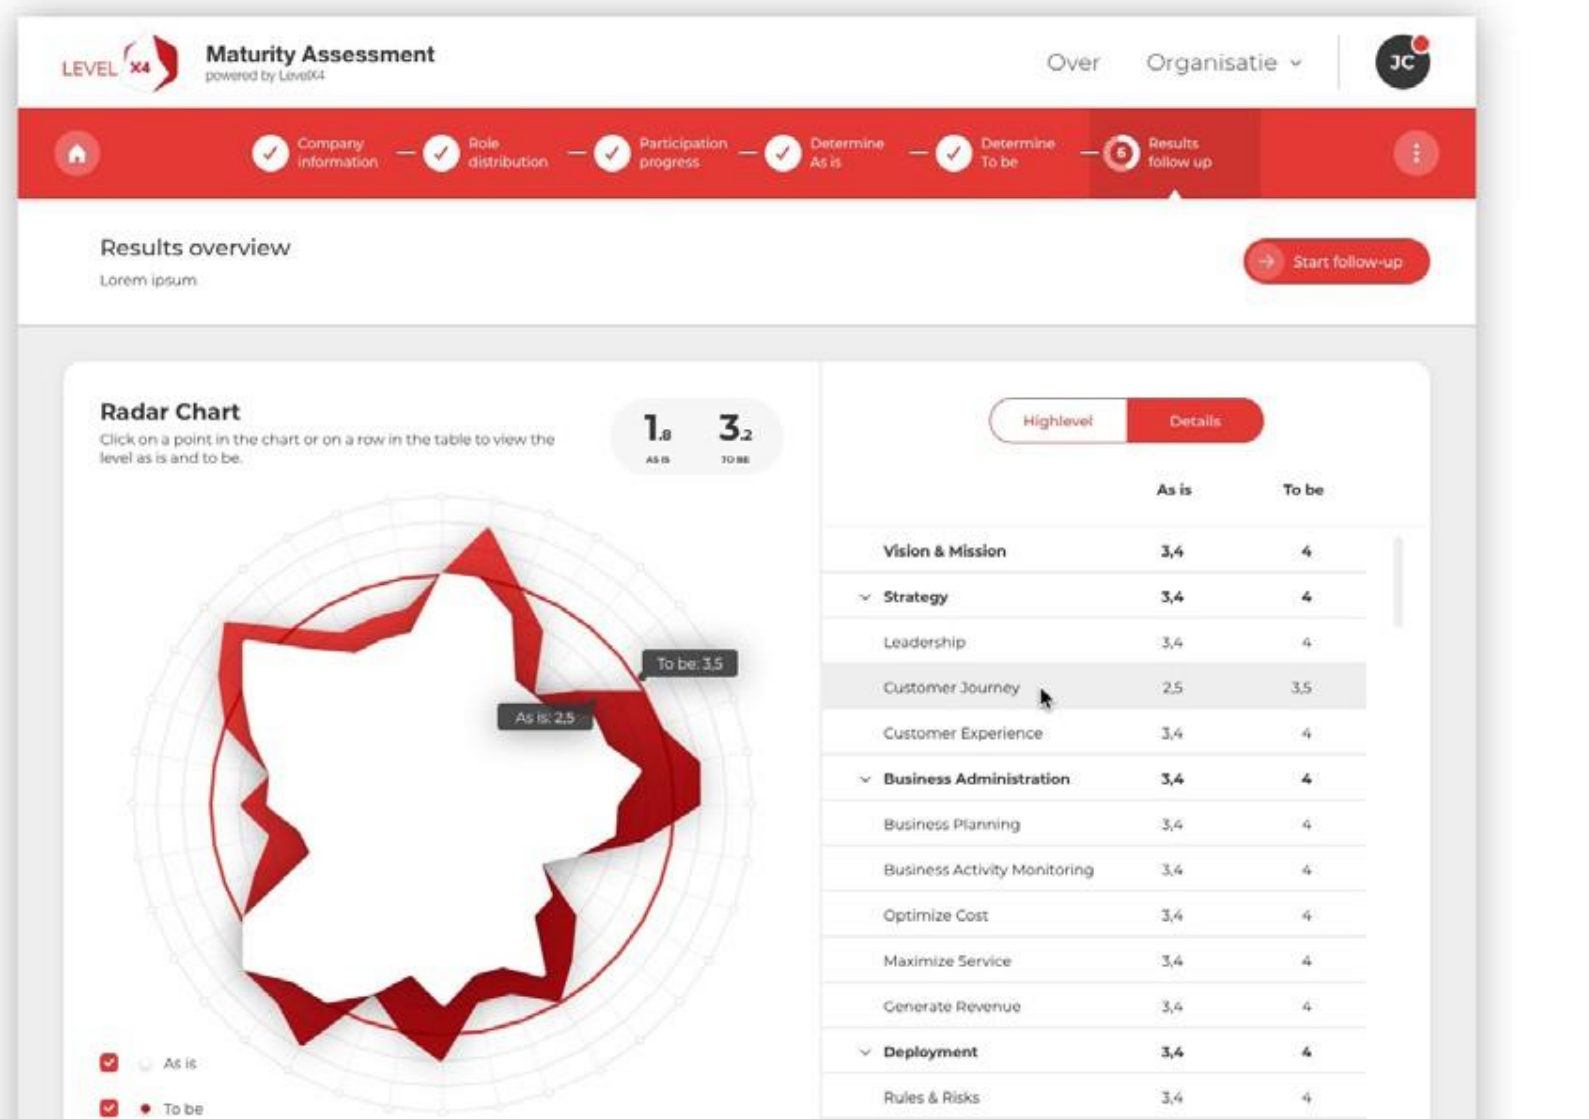 LEVEL X4
Maturity Assessment
powered by LevelX4
Over
Organisatie
JC
Company
information
Role
distribution
Participation
progress
Determine
As is
Determine
To be
6
Results
follow up
Results overview
Lorem ipsum
Start follow-up
Radar Chart
Click on a point in the chart or on a row in the table to view the
level as is and to be.
1.8
AS IS
3.2
TO BE
To be: 3,5
As is: 2,5
As is
To be
Highlevel
Details
As is To be
Vision & Mission 3,4 4
Strategy 3,4 4
Leadership 3,4 4
Customer Journey 2,5 3,5
Customer Experience 3,4 4
Business Administration 3,4 4
Business Planning 3,4 4
Business Activity Monitoring 3,4 4
Optimize Cost 3,4 4
Maximize Service 3,4 4
Generate Revenue 3,4 4
Deployment 3,4 4
Rules & Risks 3,4 4